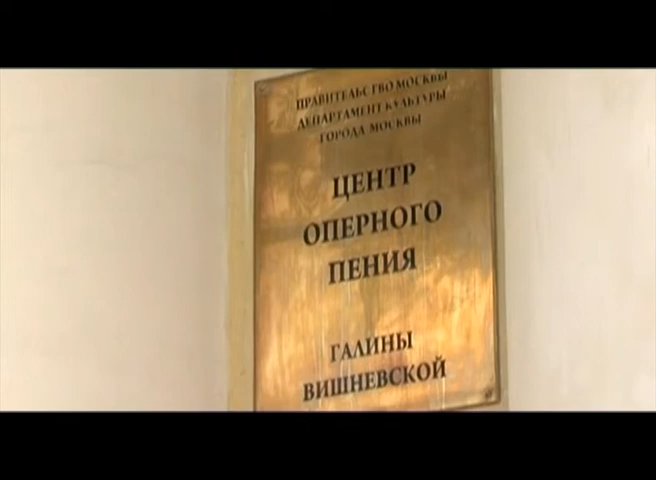 ПРАВИТЕЛЬСТВО МОСКВЫ
ДЕПАРТАМЕНТ КУЛЬТУРЫ
ГОРОДА МОСКВЫ
ЦЕНТР
ОПЕРНОГО
ПЕНИЯ
ГАЛИНЫ
ВИШНЕВСКОЙ